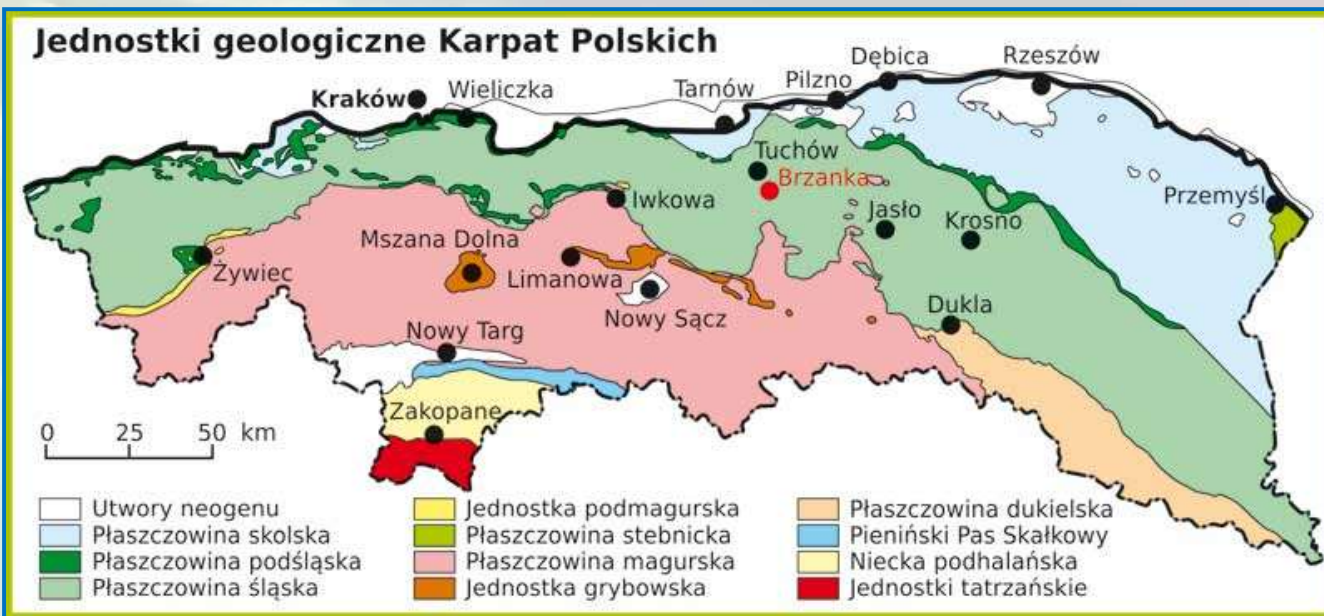 Jednostki geologiczne Karpat Polskich
Kraków
Wieliczka
Tarnów
Pilzno
Dębica
Rzeszów
Tuchów
Brzanka
Iwkowa
Przemyśl
Jasło
Krosno
Mszana Dolna
Żywiec
Limanowa
Nowy Sącz
Dukla
Nowy Targ
Zakopane
0 25 50 km
Utwory neogenu
Płaszczowina skolska
Płaszczowina podśląska
Płaszczowina śląska
Jednostka podmagurska
Płaszczowina stebnicka
Płaszczowina magurska
Jednostka grybowska
Płaszczowina dukielska
Pieniński Pas Skałkowy
Niecka podhalańska
Jednostki tatrzańskie